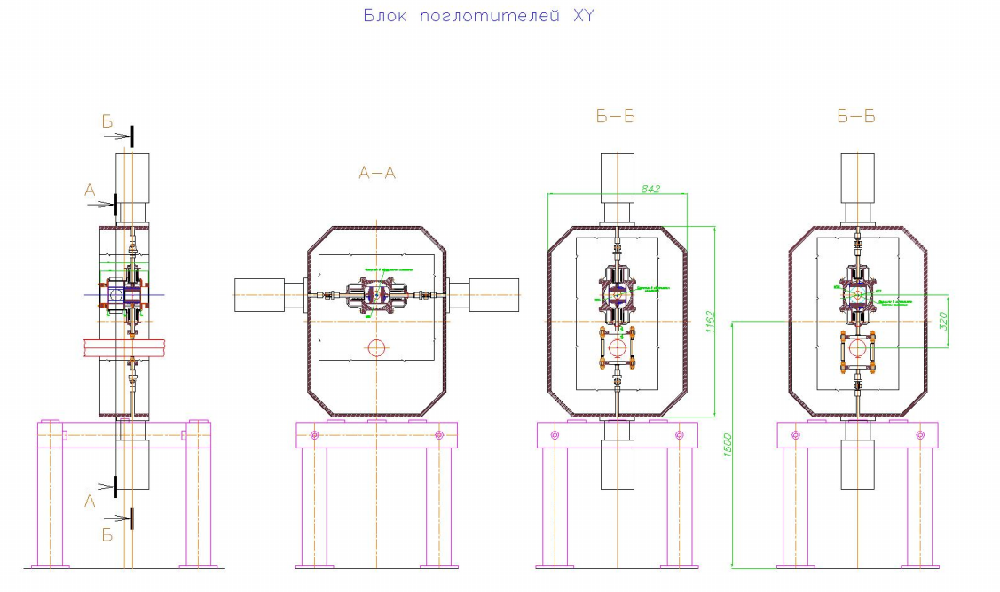 Блок поглотителей XY
Б
Б-Б
Б-Б
А-А
А
842
1162
320
1500
А
Б